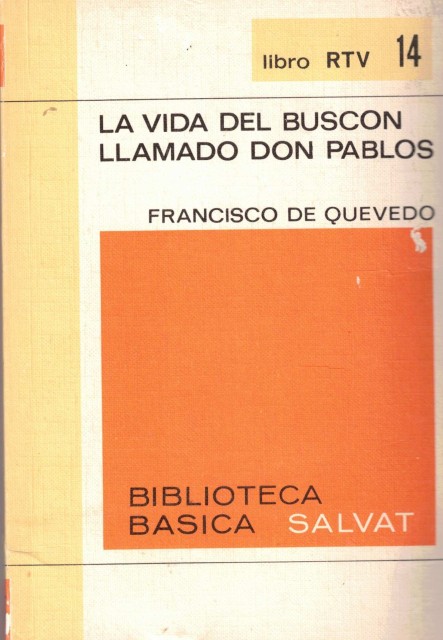 libro RTV 14
LA VIDA DEL BUSCON
LLAMADO DON PABLOS
FRANCISCO DE QUEVEDO
BIBLIOTECA
BASICA SALVAT